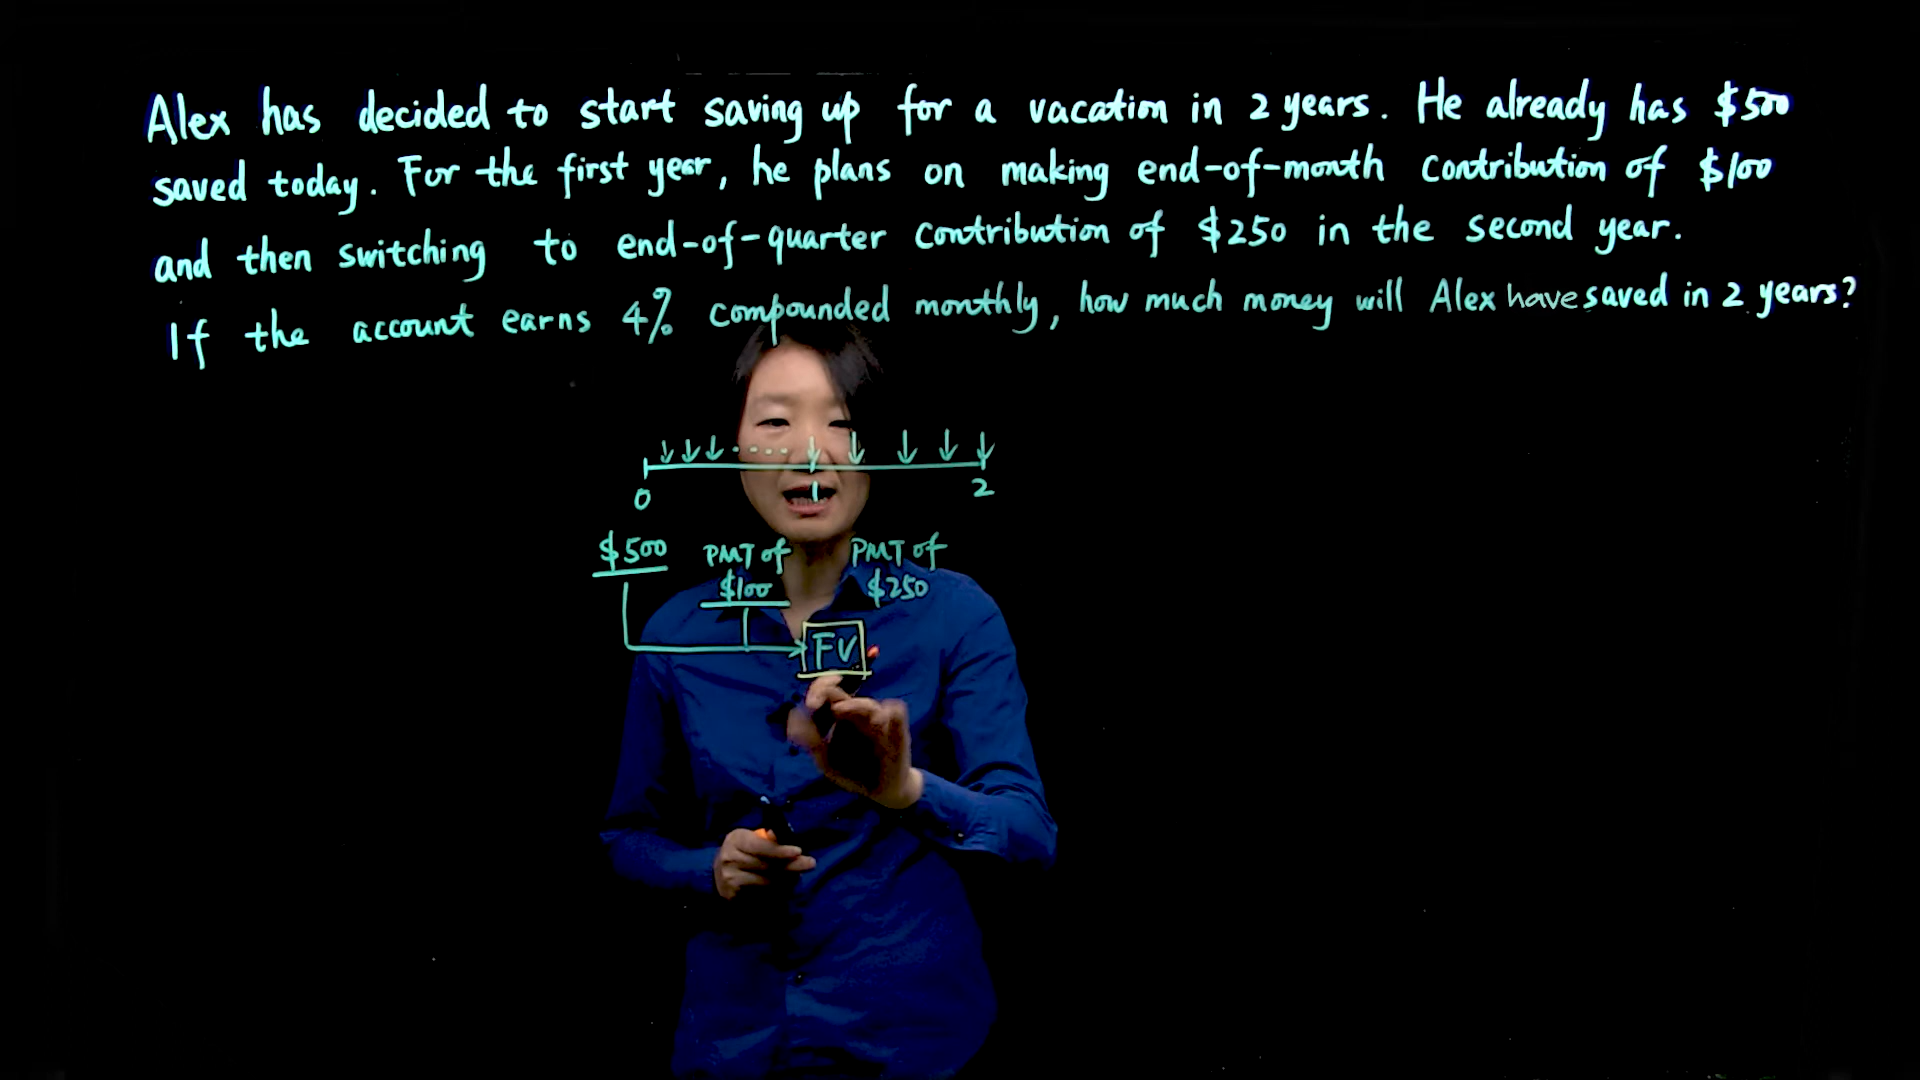 Alex has decided to start saving up for a vacation in 2 years. He already has $500
saved today. For the first year, he plans on making end-of-month contribution of $100
and then switching to end-of-quarter contribution of $250 in the second year.
If the account earns 4% compounded monthly, how much money will Alex have saved in 2 years?
0 1 2
$500 PMT of $100 PMT of $250
FV